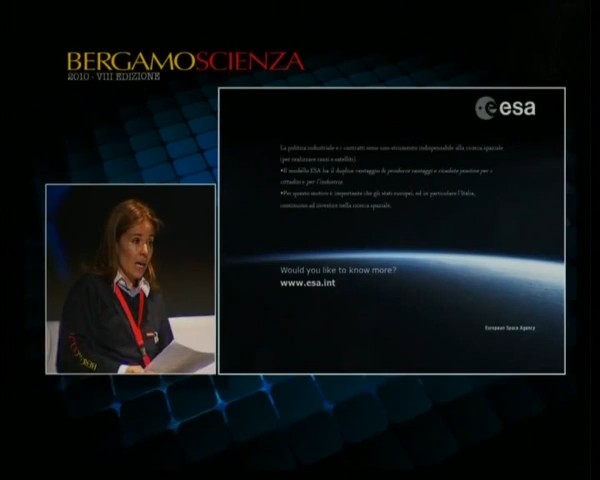 BERGAMOSCIENZA
2010 - VIII EDIZIONE
esa
La politica industriale e i contratti sono uno strumento indispensabile alla ricerca spaziale
(per realizzare razzi e satelliti).
•Il modello ESA ha il duplice vantaggio di produrre vantaggi e ricadute positive per i
cittadini e per l'industria.
•Per questo motivo è importante che gli stati europei, ed in particolare l'Italia,
continuino ad investire nella ricerca spaziale.
Would you like to know more?
www.esa.int
European Space Agency